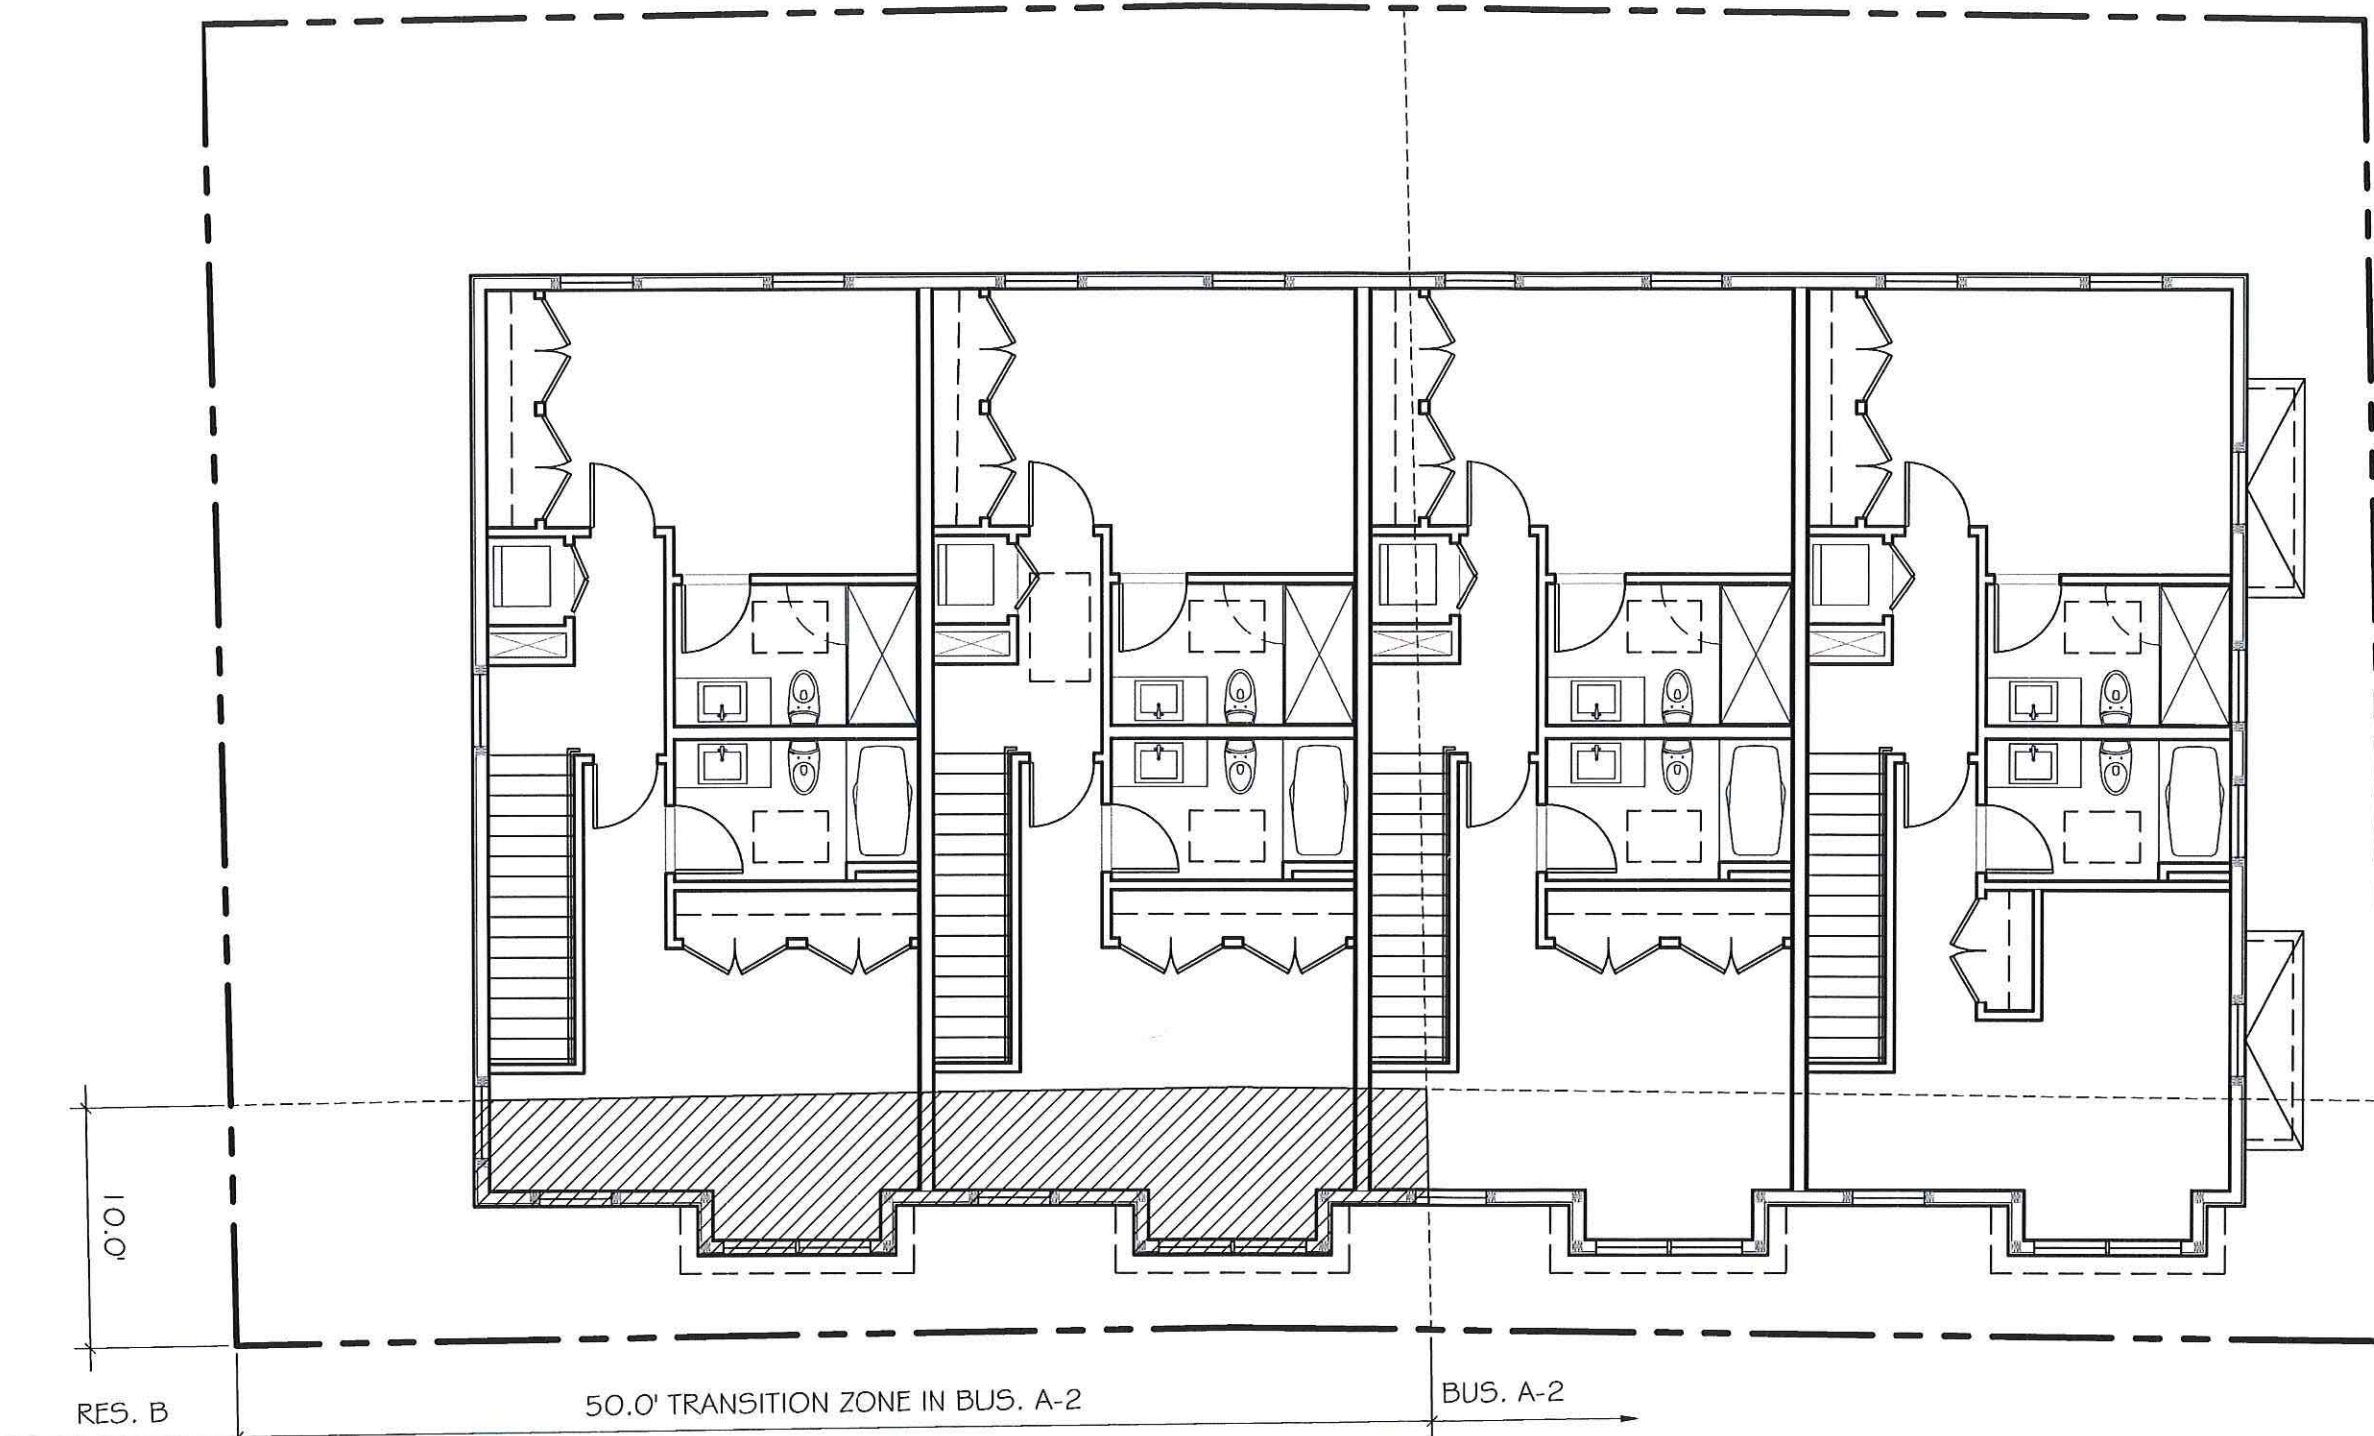 10.0'
RES. B
50.0' TRANSITION ZONE IN BUS. A-2
BUS. A-2